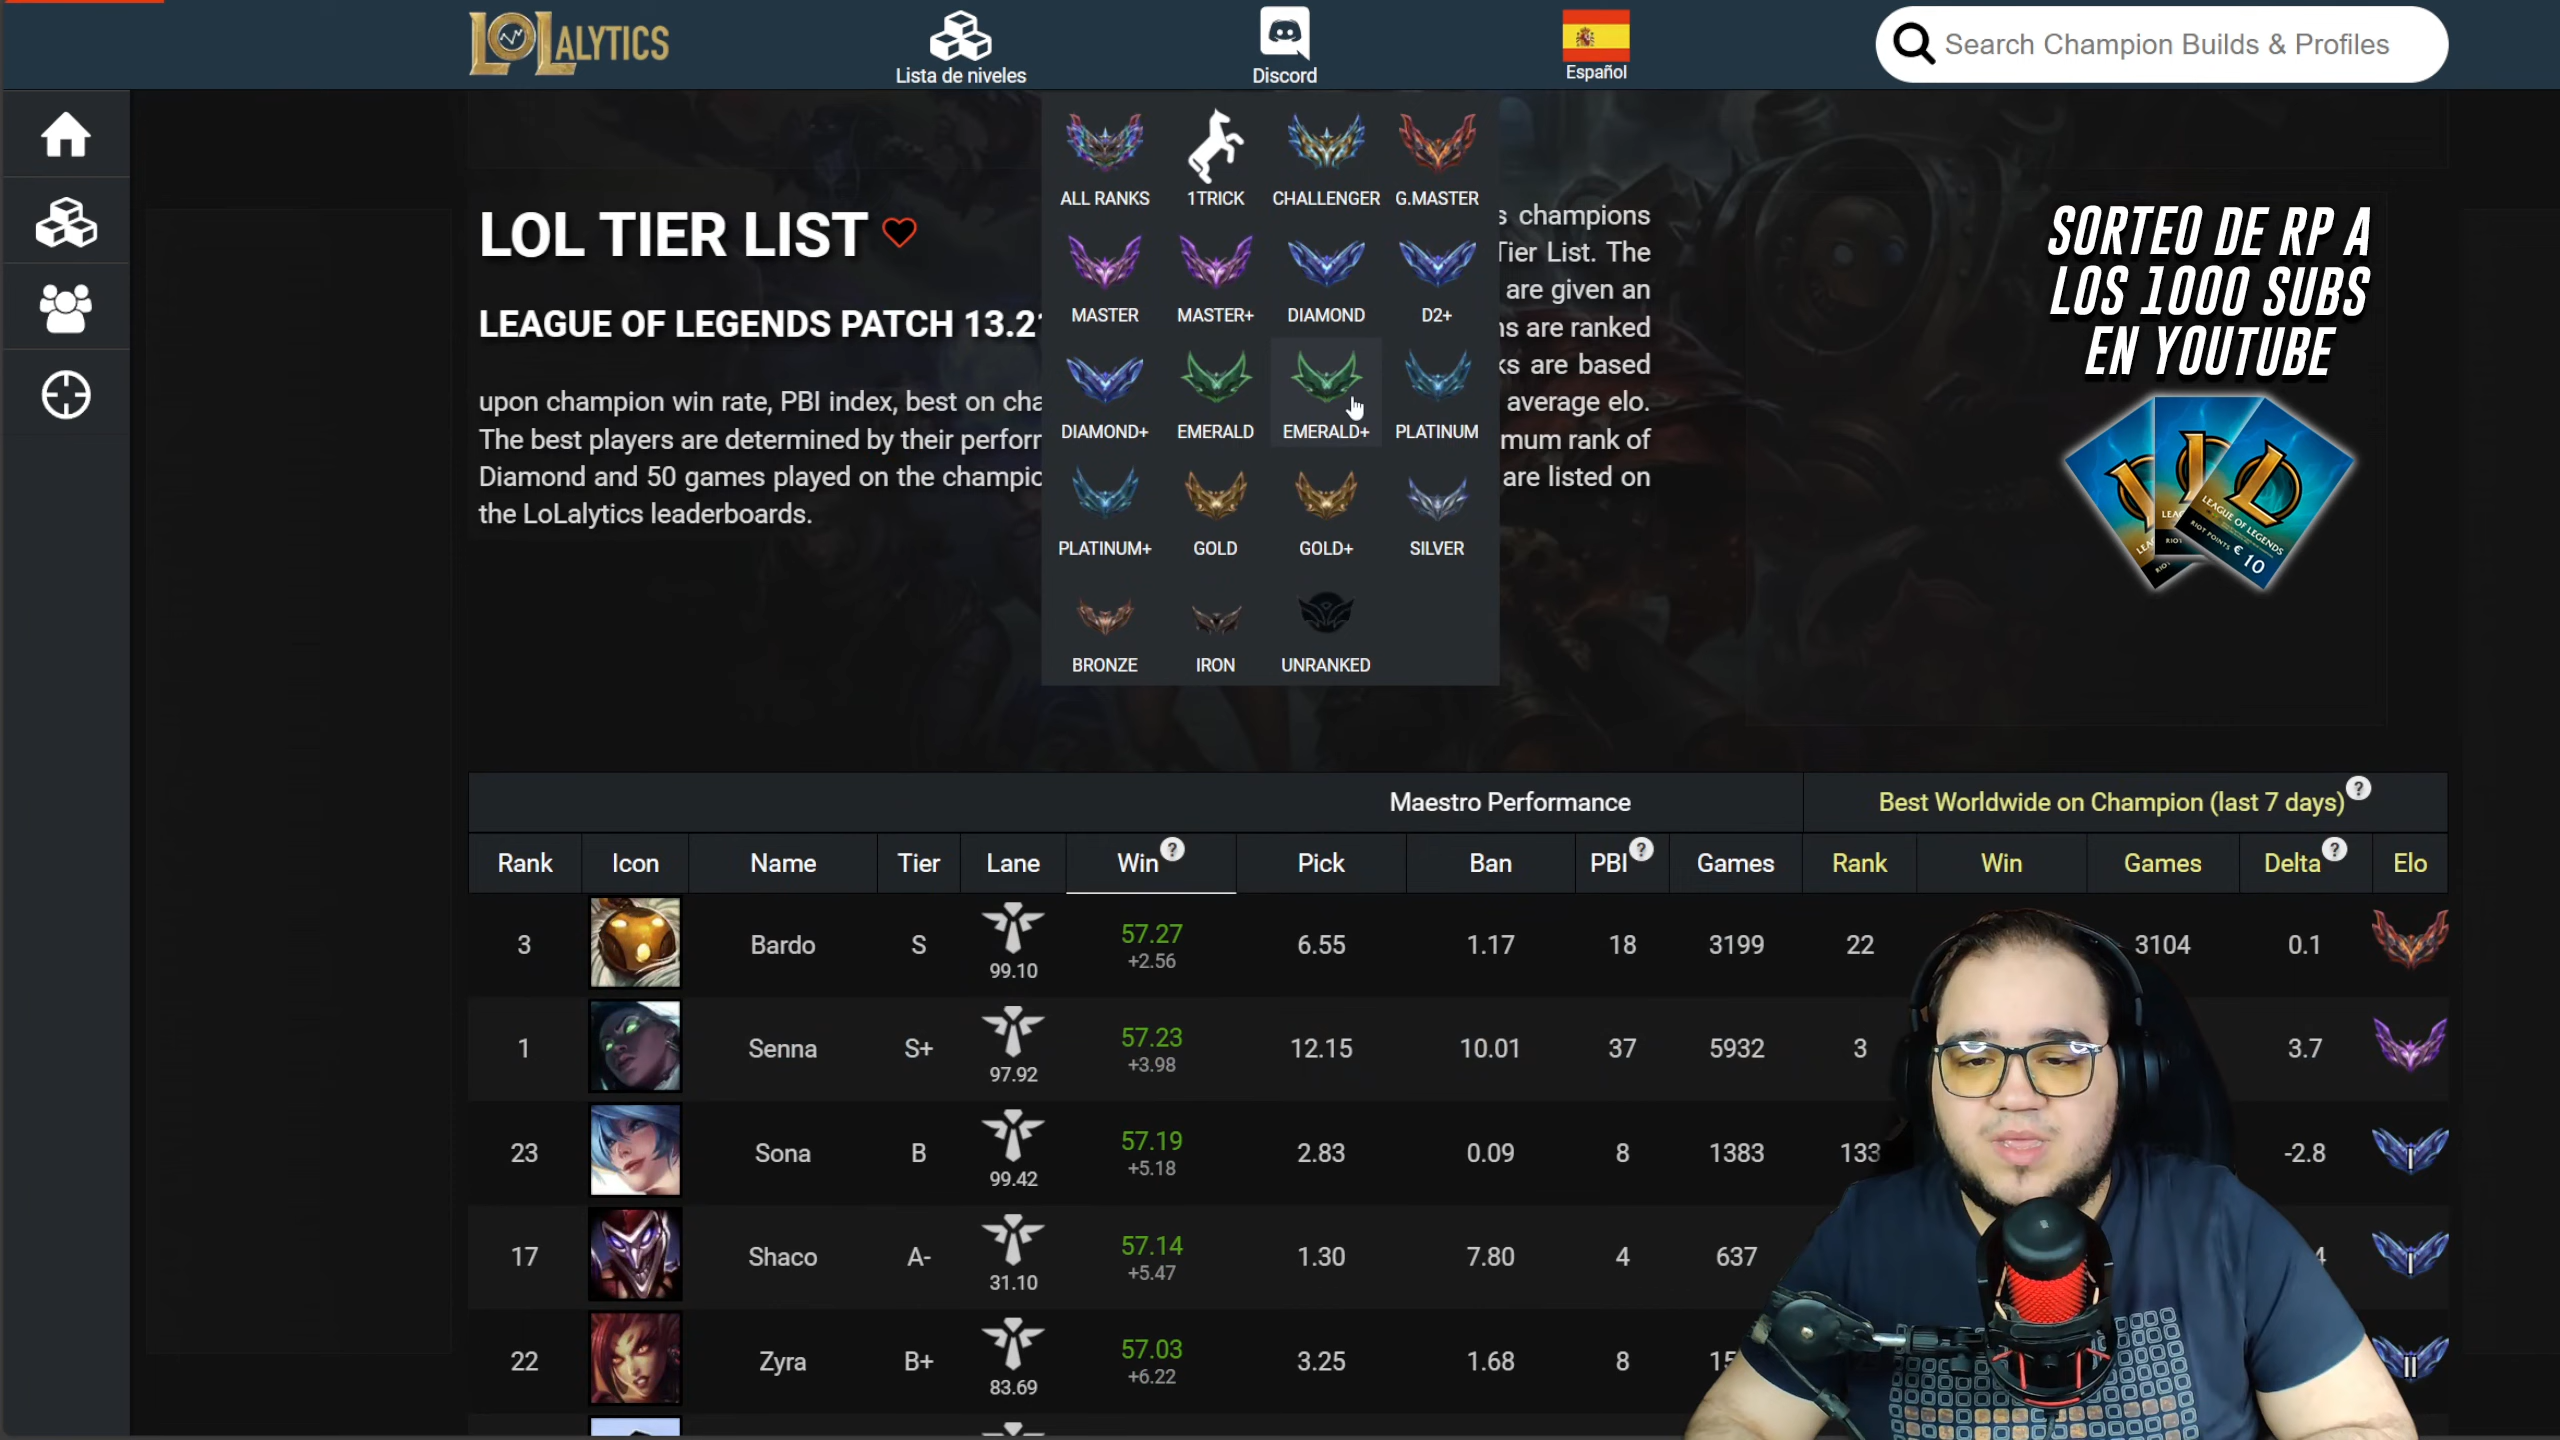 LOLALYTICS
Lista de niveles
Discord
Español
Search Champion Builds & Profiles
ALL RANKS 1TRICK CHALLENGER G.MASTER
MASTER MASTER+ DIAMOND D2+
DIAMOND+ EMERALD EMERALD+ PLATINUM
PLATINUM+ GOLD GOLD+ SILVER
BRONZE IRON UNRANKED
LOL TIER LIST
LEAGUE OF LEGENDS PATCH 13.21
champions
Tier List. The
are given an
are ranked
are based
upon champion win rate, PBI index, best on average elo.
The best players are determined by their rank of
Diamond and 50 games played on the are listed on
the LoLalytics leaderboards.
SORTEO DE RP A
LOS 1000 SUBS
EN YOUTUBE
LEAGUE OF LEGENDS
RIOT POINTS € 10
Maestro Performance Best Worldwide on Champion (last 7 days) ?
Rank Icon Name Tier Lane Win ? Pick Ban PBI ? Games Rank Win Games Delta ? Elo
3 Bardo S 99.10 57.27 +2.56 6.55 1.17 18 3199 22 3104 0.1
1 Senna S+ 97.92 57.23 +3.98 12.15 10.01 37 5932 3 3.7
23 Sona B 99.42 57.19 +5.18 2.83 0.09 8 1383 133 -2.8 I
17 Shaco A- 31.10 57.14 +5.47 1.30 7.80 4 637 I
22 Zyra B+ 83.69 57.03 +6.22 3.25 1.68 8 II